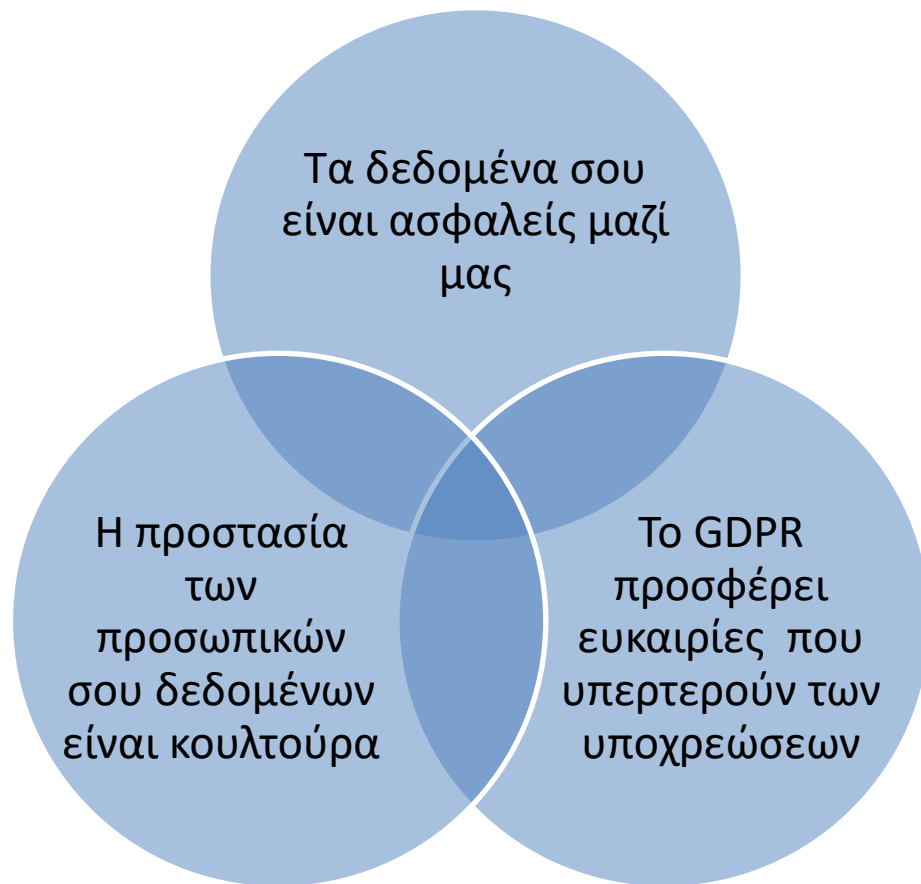 Τα δεδομένα σου
είναι ασφαλείς μαζί
μας
Η προστασία
των
προσωπικών
σου δεδομένων
είναι κουλτούρα
Το GDPR
προσφέρει
ευκαιρίες  που
υπερτερούν των
υποχρεώσεων